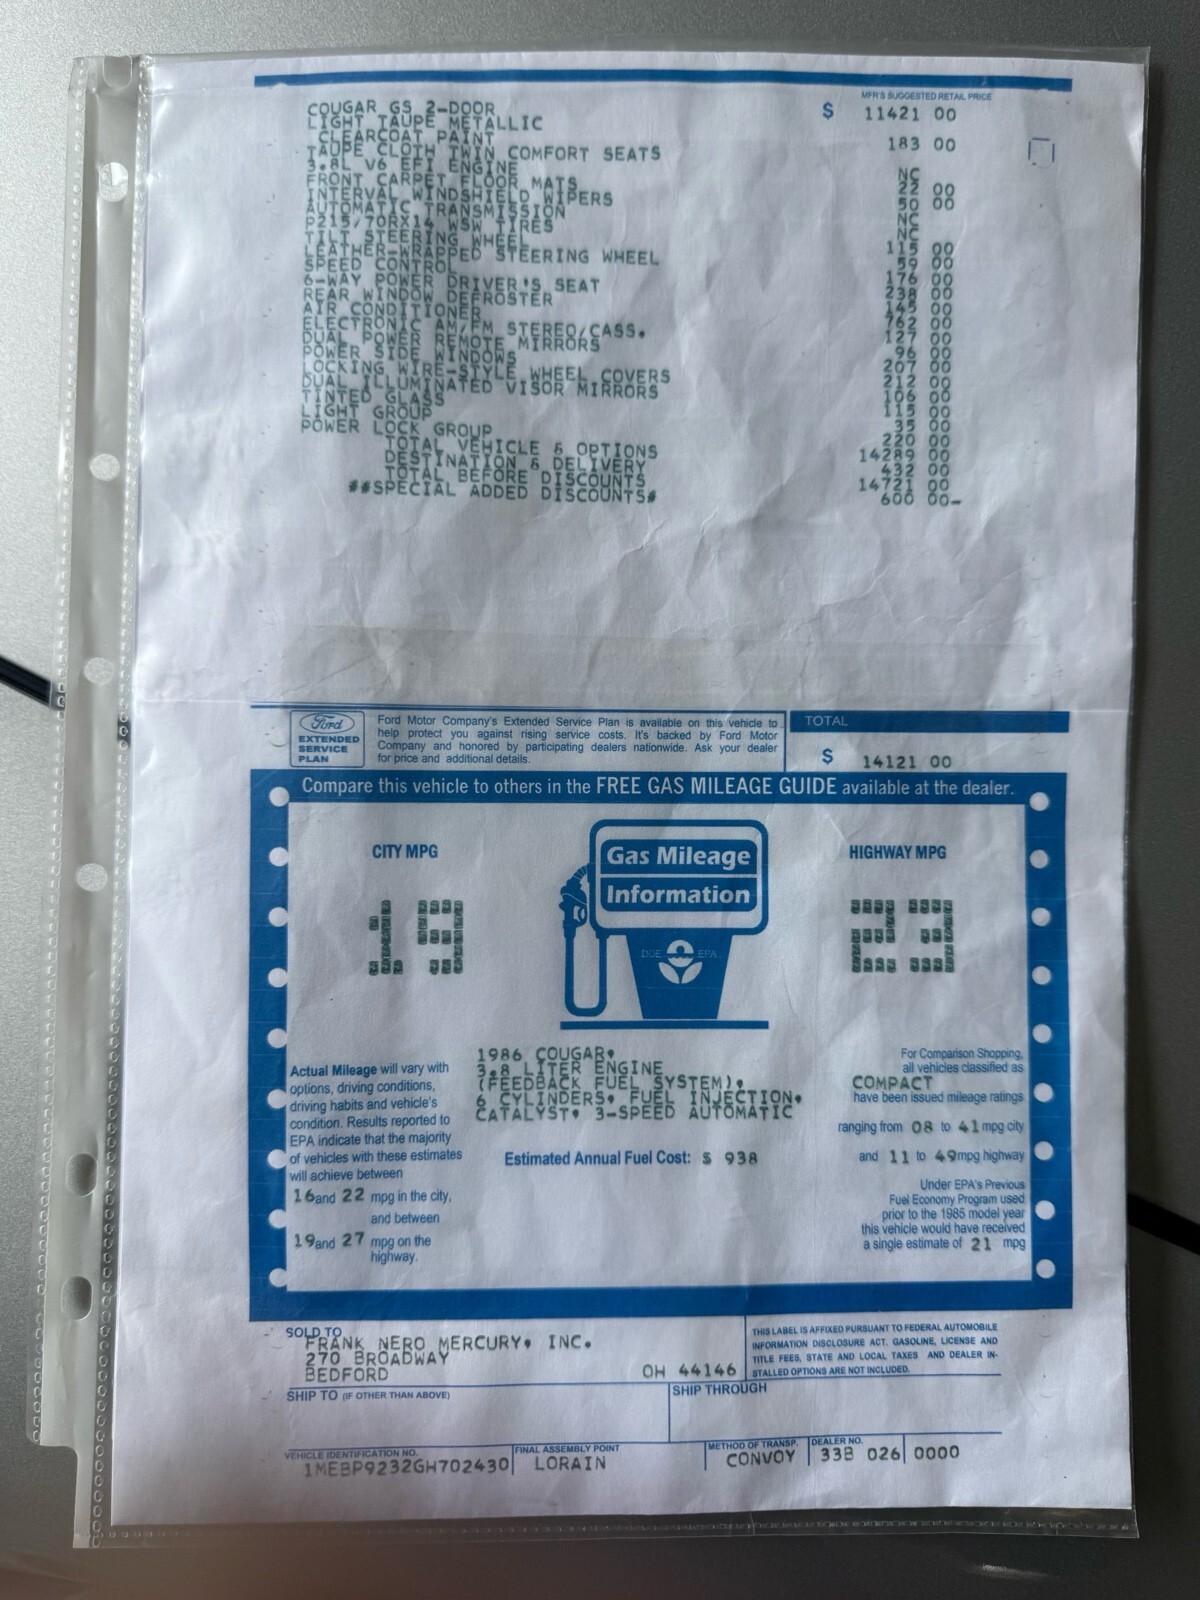 MFR'S SUGGESTED RETAIL PRICE
COUGAR GS 2-DOOR $ 11421 00
LIGHT TAUPE METALLIC
CLEARCOAT PAINT 183 00
TAUPE CLOTH TWIN COMFORT SEATS
3.8L V6 EFI ENGINE NC
FRONT CARPET FLOOR MATS 22 00
INTERVAL WINDSHIELD WIPERS 50 00
AUTOMATIC TRANSMISSION NC
P215/70RX14 WSW TIRES NC
TILT STEERING WHEEL 115 00
LEATHER-WRAPPED STEERING WHEEL 59 00
SPEED CONTROL 176 00
6-WAY POWER DRIVER'S SEAT 238 00
REAR WINDOW DEFROSTER 145 00
AIR CONDITIONER 762 00
ELECTRONIC AM/FM STEREO/CASS. 127 00
DUAL POWER REMOTE MIRRORS 96 00
POWER SIDE WINDOWS 207 00
LOCKING WIRE-STYLE WHEEL COVERS 212 00
DUAL ILLUMINATED VISOR MIRRORS 106 00
TINTED GLASS 115 00
LIGHT GROUP 35 00
POWER LOCK GROUP 220 00
TOTAL VEHICLE & OPTIONS 14289 00
DESTINATION & DELIVERY 432 00
TOTAL BEFORE DISCOUNTS 14721 00
##SPECIAL ADDED DISCOUNTS# 600 00-
Ford
EXTENDED
SERVICE
PLAN
Ford Motor Company's Extended Service Plan is available on this vehicle to
help protect you against rising service costs. It's backed by Ford Motor
Company and honored by participating dealers nationwide. Ask your dealer
for price and additional details.
TOTAL
$ 14121 00
Compare this vehicle to others in the FREE GAS MILEAGE GUIDE available at the dealer.
CITY MPG
19
Gas Mileage
Information
DOE EPA
HIGHWAY MPG
23
Actual Mileage will vary with
options, driving conditions,
driving habits and vehicle's
condition. Results reported to
EPA indicate that the majority
of vehicles with these estimates
will achieve between
16 and 22 mpg in the city,
and between
19 and 27 mpg on the
highway.
1986 COUGAR,
3.8 LITER ENGINE
(FEEDBACK FUEL SYSTEM),
6 CYLINDERS, FUEL INJECTION,
CATALYST, 3-SPEED AUTOMATIC
Estimated Annual Fuel Cost: $ 938
For Comparison Shopping,
all vehicles classified as
COMPACT
have been issued mileage ratings
ranging from 08 to 41 mpg city
and 11 to 49 mpg highway
Under EPA's Previous
Fuel Economy Program used
prior to the 1985 model year
this vehicle would have received
a single estimate of 21 mpg
SOLD TO
FRANK NERO MERCURY, INC.
270 BROADWAY
BEDFORD OH 44146
THIS LABEL IS AFFIXED PURSUANT TO FEDERAL AUTOMOBILE
INFORMATION DISCLOSURE ACT. GASOLINE, LICENSE AND
TITLE FEES, STATE AND LOCAL TAXES AND DEALER IN-
STALLED OPTIONS ARE NOT INCLUDED.
SHIP TO (IF OTHER THAN ABOVE)
SHIP THROUGH
VEHICLE IDENTIFICATION NO.
1MEBP9232GH702430
FINAL ASSEMBLY POINT
LORAIN
METHOD OF TRANSP.
CONVOY
DEALER NO.
33B 026 0000